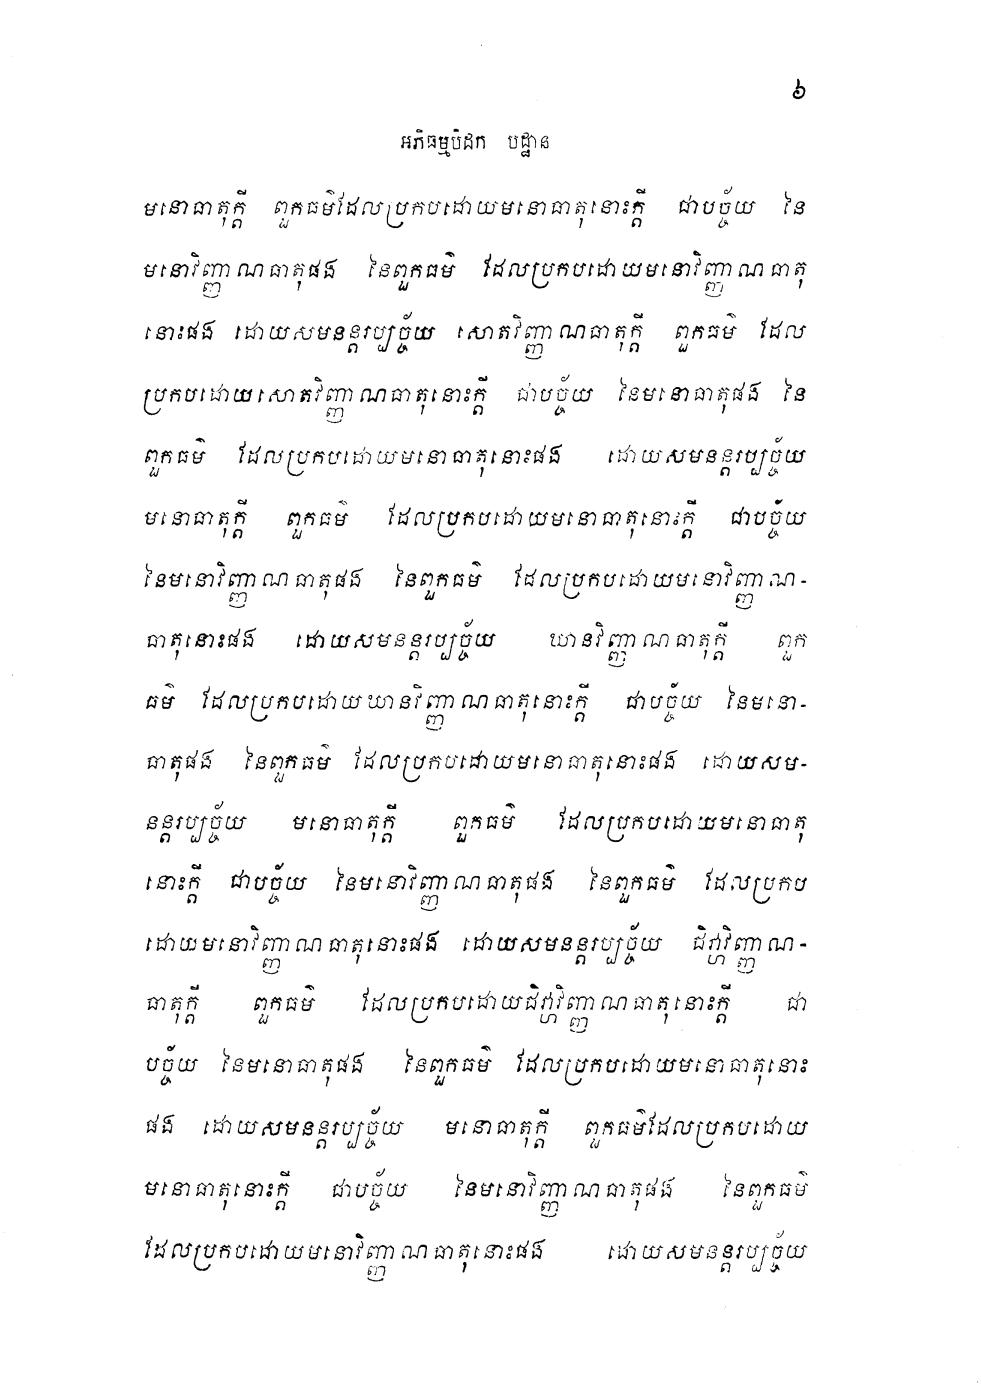 ៦
អភិធម្មបិដក បដ្ឋាន
មនោធាតុក្តី ពួកធម៌ដែលប្រកបដោយមនោធាតុនោះក្តី ជាបច្ច័យ នៃ
មនោវិញ្ញាណធាតុផង នៃពួកធម៌ ដែលប្រកបដោយមនោវិញ្ញាណធាតុ
នោះផង ដោយសមនន្តរប្បច្ច័យ សោតវិញ្ញាណធាតុក្តី ពួកធម៌ ដែល
ប្រកបដោយសោតវិញ្ញាណធាតុនោះក្តី ជាបច្ច័យ នៃមនោធាតុផង នៃ
ពួកធម៌ ដែលប្រកបដោយមនោធាតុនោះផង ដោយសមនន្តរប្បច្ច័យ
មនោធាតុក្តី ពួកធម៌ ដែលប្រកបដោយមនោធាតុនោះក្តី ជាបច្ច័យ
នៃមនោវិញ្ញាណធាតុផង នៃពួកធម៌ ដែលប្រកបដោយមនោវិញ្ញាណ-
ធាតុនោះផង ដោយសមនន្តរប្បច្ច័យ ឃានវិញ្ញាណធាតុក្តី ពួក
ធម៌ ដែលប្រកបដោយឃានវិញ្ញាណធាតុនោះក្តី ជាបច្ច័យ នៃមនោ-
ធាតុផង នៃពួកធម៌ ដែលប្រកបដោយមនោធាតុនោះផង ដោយសម-
នន្តរប្បច្ច័យ មនោធាតុក្តី ពួកធម៌ ដែលប្រកបដោយមនោធាតុ
នោះក្តី ជាបច្ច័យ នៃមនោវិញ្ញាណធាតុផង នៃពួកធម៌ ដែលប្រកប
ដោយមនោវិញ្ញាណធាតុនោះផង ដោយសមនន្តរប្បច្ច័យ ជិវ្ហាវិញ្ញាណ-
ធាតុក្តី ពួកធម៌ ដែលប្រកបដោយជិវ្ហាវិញ្ញាណធាតុនោះក្តី ជា
បច្ច័យ នៃមនោធាតុផង នៃពួកធម៌ ដែលប្រកបដោយមនោធាតុនោះ
ផង ដោយសមនន្តរប្បច្ច័យ មនោធាតុក្តី ពួកធម៌ដែលប្រកបដោយ
មនោធាតុនោះក្តី ជាបច្ច័យ នៃមនោវិញ្ញាណធាតុផង នៃពួកធម៌
ដែលប្រកបដោយមនោវិញ្ញាណធាតុនោះផង ដោយសមនន្តរប្បច្ច័យ